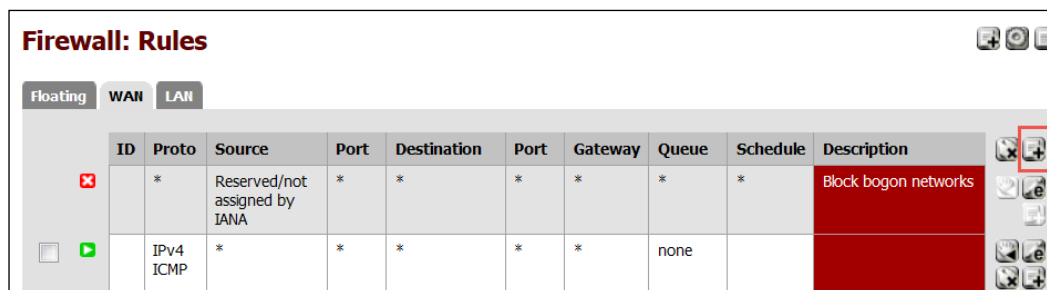 Firewall: Rules
Floating WAN LAN
ID Proto Source Port Destination Port Gateway Queue Schedule Description
* Reserved/not assigned by IANA * * * * * * Block bogon networks
IPv4 ICMP * * * * * none